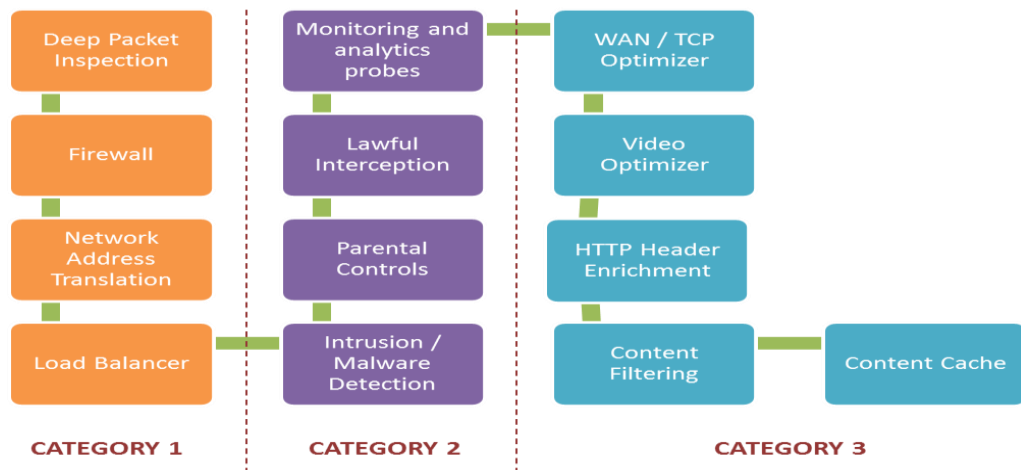 Deep Packet
Inspection
Firewall
Network
Address
Translation
Load Balancer
CATEGORY 1
Monitoring and
analytics
probes
Lawful
Interception
Parental
Controls
Intrusion /
Malware
Detection
CATEGORY 2
WAN / TCP
Optimizer
Video
Optimizer
HTTP Header
Enrichment
Content
Filtering
Content Cache
CATEGORY 3